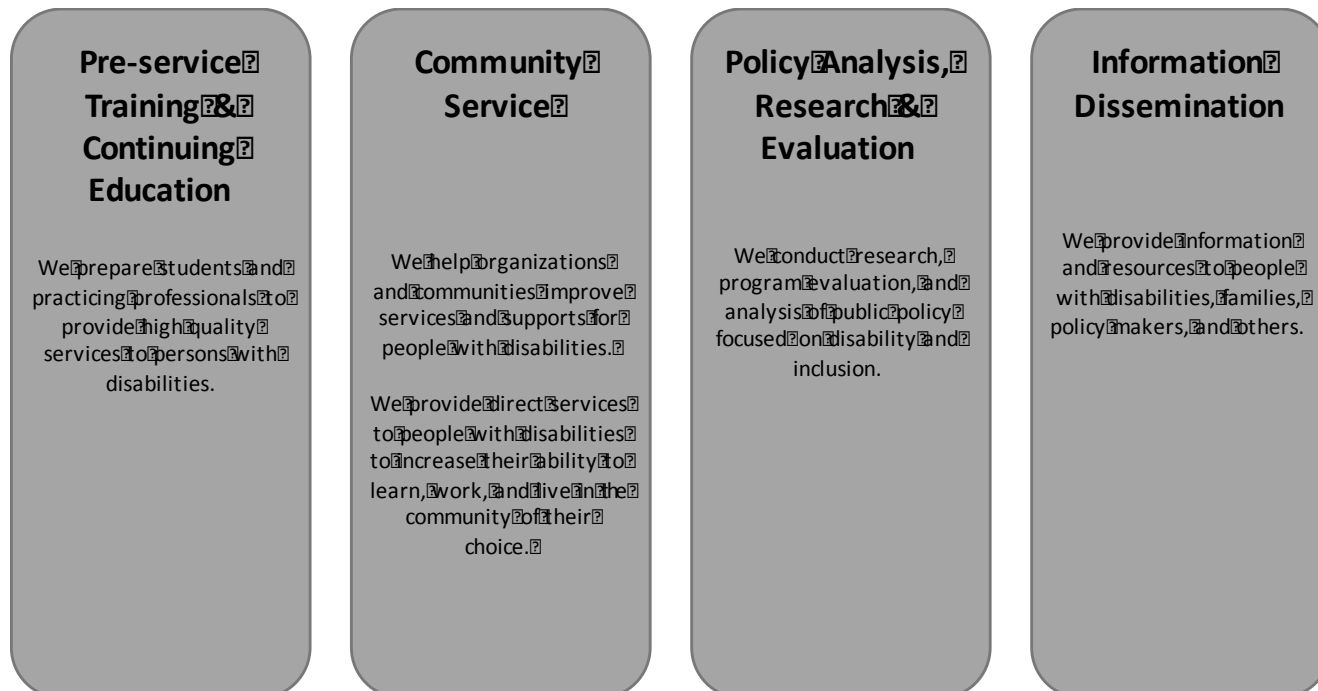 Pre-service
Training &
Continuing
Education
We prepare students and
practicing professionals to
provide high quality
services to persons with
disabilities.
Community
Service
We help organizations
and communities improve
services and supports for
people with disabilities.
We provide direct services
to people with disabilities
to increase their ability to
learn, work, and live in the
community of their
choice.
Policy Analysis,
Research &
Evaluation
We conduct research,
program evaluation, and
analysis of public policy
focused on disability and
inclusion.
Information
Dissemination
We provide information
and resources to people
with disabilities, families,
policy makers, and others.